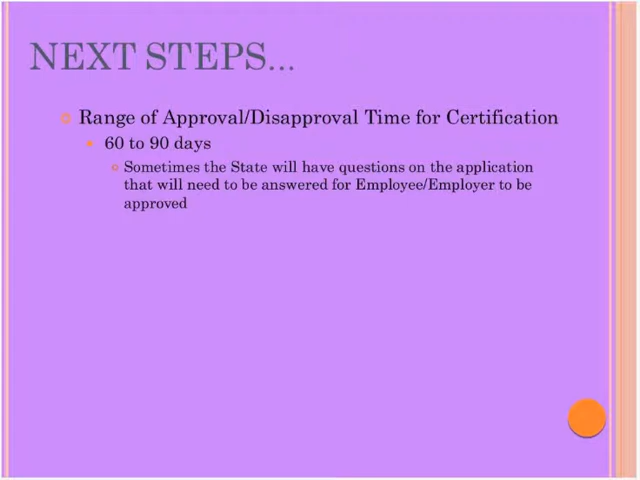 NEXT STEPS...
Range of Approval/Disapproval Time for Certification
60 to 90 days
Sometimes the State will have questions on the application
that will need to be answered for Employee/Employer to be
approved